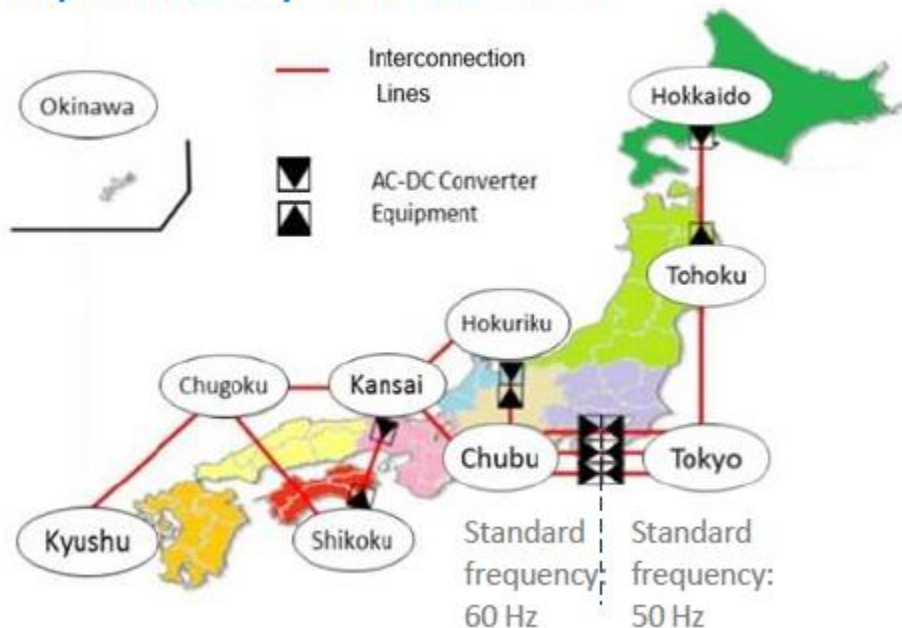 Interconnection
Lines
Okinawa
Hokkaido
AC-DC Converter
Equipment
Tohoku
Hokuriku
Chugoku
Kansai
Chubu
Tokyo
Kyushu
Shikoku
Standard
frequency:
60 Hz
Standard
frequency:
50 Hz